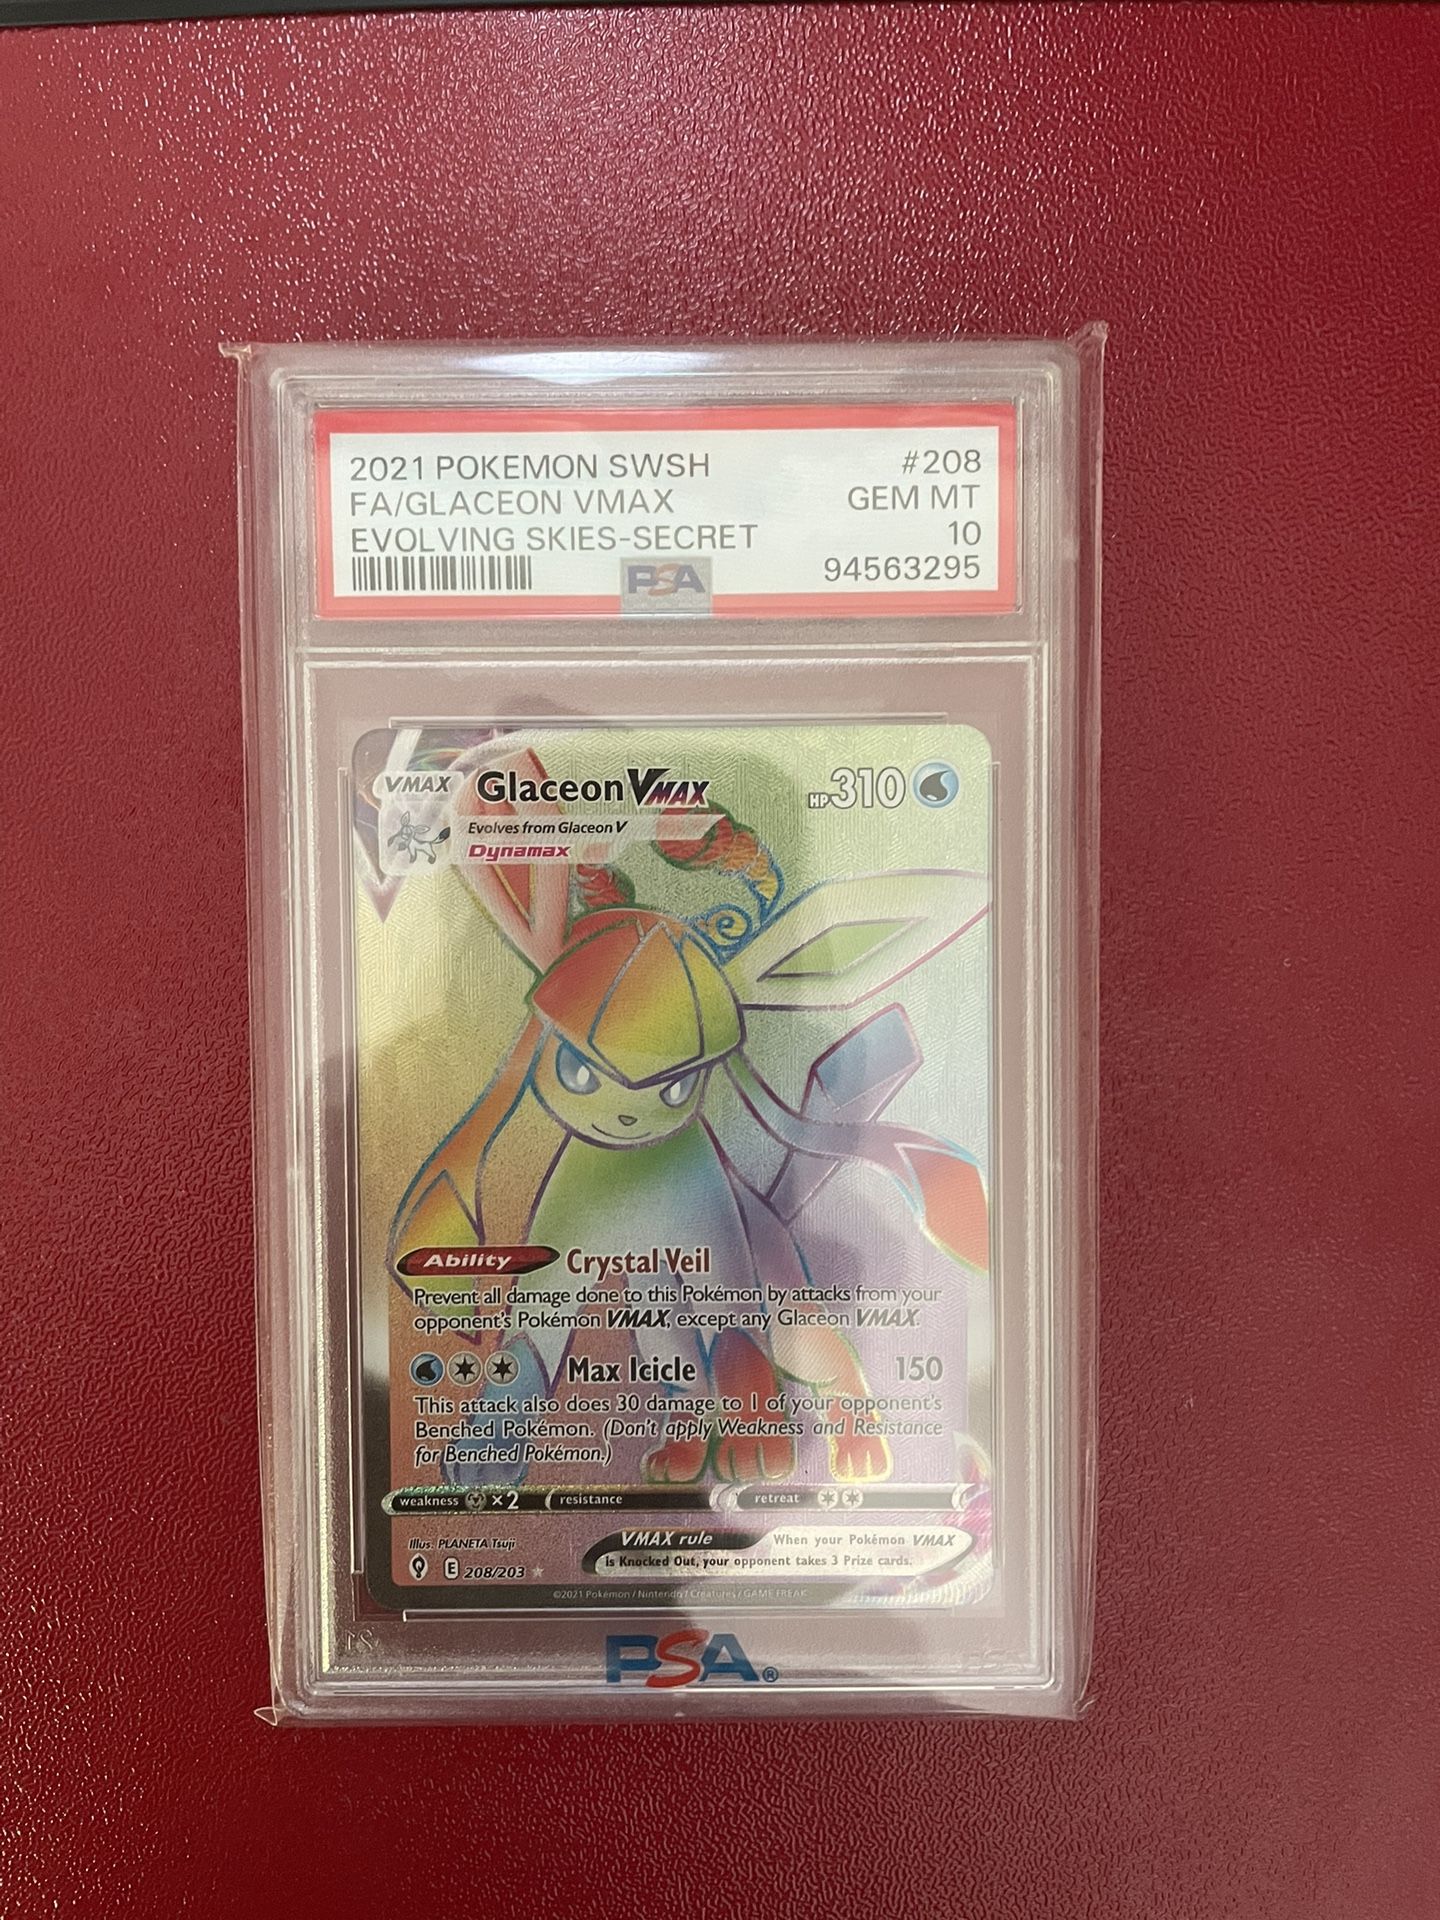 2021 POKEMON SWSH #208
FA/GLACEON VMAX GEM MT
EVOLVING SKIES-SECRET 10
PSA 94563295
VMAX Glaceon VMAX HP 310
Evolves from Glaceon V
Dynamax
Ability Crystal Veil
Prevent all damage done to this Pokémon by attacks from your
opponent's Pokémon VMAX, except any Glaceon VMAX.
Max Icicle 150
This attack also does 30 damage to 1 of your opponent's
Benched Pokémon. (Don't apply Weakness and Resistance
for Benched Pokémon.)
weakness ×2 resistance retreat
Illus. PLANETA Tsuji
VMAX rule When your Pokémon VMAX
is Knocked Out, your opponent takes 3 Prize cards.
E 208/203
©2021 Pokémon / Nintendo / Creatures / GAME FREAK
PSA®